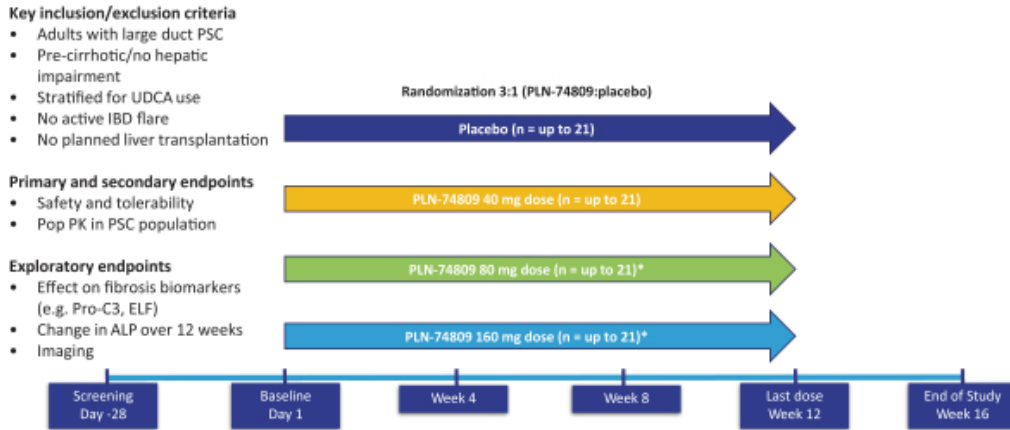 Key inclusion/exclusion criteria
• Adults with large duct PSC
• Pre-cirrhotic/no hepatic
impairment
• Stratified for UDCA use
• No active IBD flare
• No planned liver transplantation
Primary and secondary endpoints
• Safety and tolerability
• Pop PK in PSC population
Exploratory endpoints
• Effect on fibrosis biomarkers
(e.g. Pro-C3, ELF)
• Change in ALP over 12 weeks
• Imaging
Randomization 3:1 (PLN-74809:placebo)
Placebo (n = up to 21)
PLN-74809 40 mg dose (n = up to 21)
PLN-74809 80 mg dose (n = up to 21)*
PLN-74809 160 mg dose (n = up to 21)*
Screening
Day -28
Baseline
Day 1
Week 4
Week 8
Last dose
Week 12
End of Study
Week 16